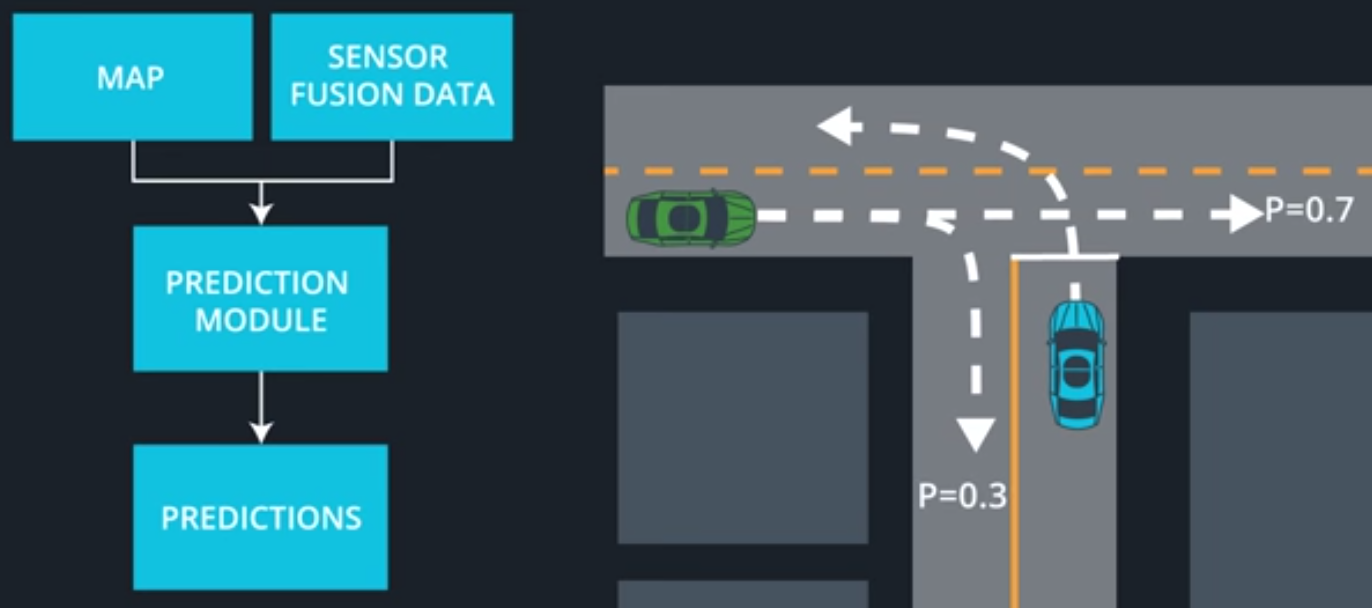 MAP
SENSOR
FUSION DATA
PREDICTION
MODULE
PREDICTIONS
P=0.7
P=0.3